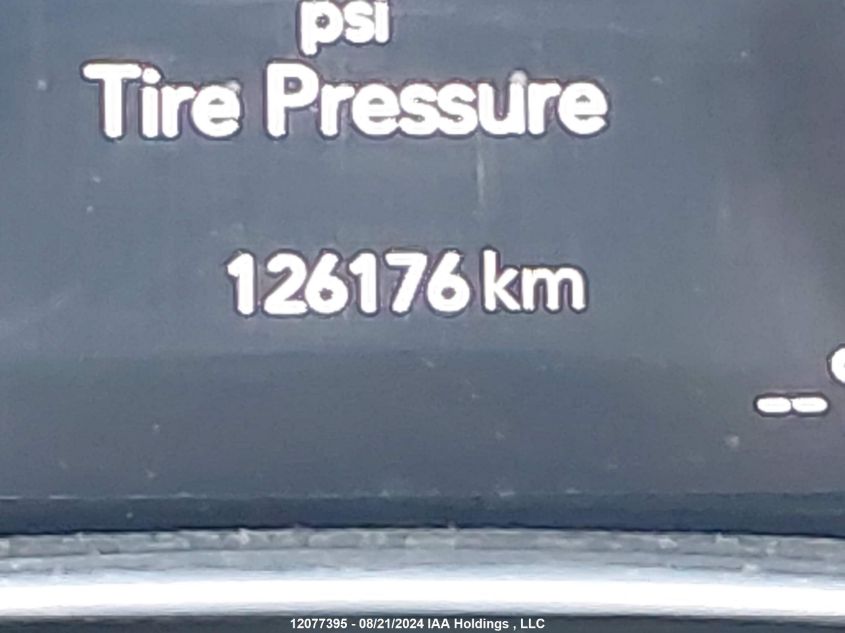 psi
Tire Pressure
126176 km
--°
12077395 - 08/21/2024 IAA Holdings , LLC